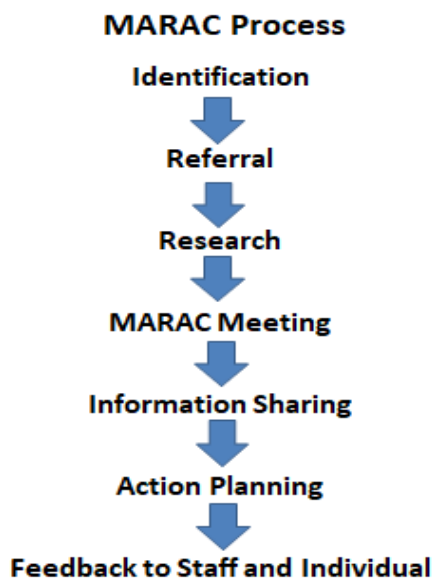 MARAC Process
Identification
Referral
Research
MARAC Meeting
Information Sharing
Action Planning
Feedback to Staff and Individual